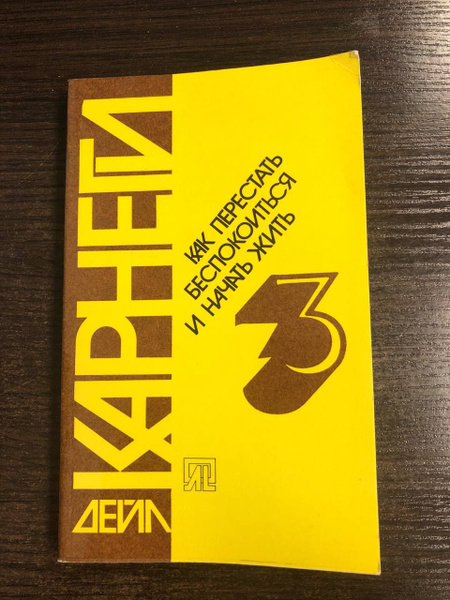 ДЕЙЛ
КАРНЕГИ
КАК ПЕРЕСТАТЬ
БЕСПОКОИТЬСЯ
И НАЧАТЬ ЖИТЬ
3